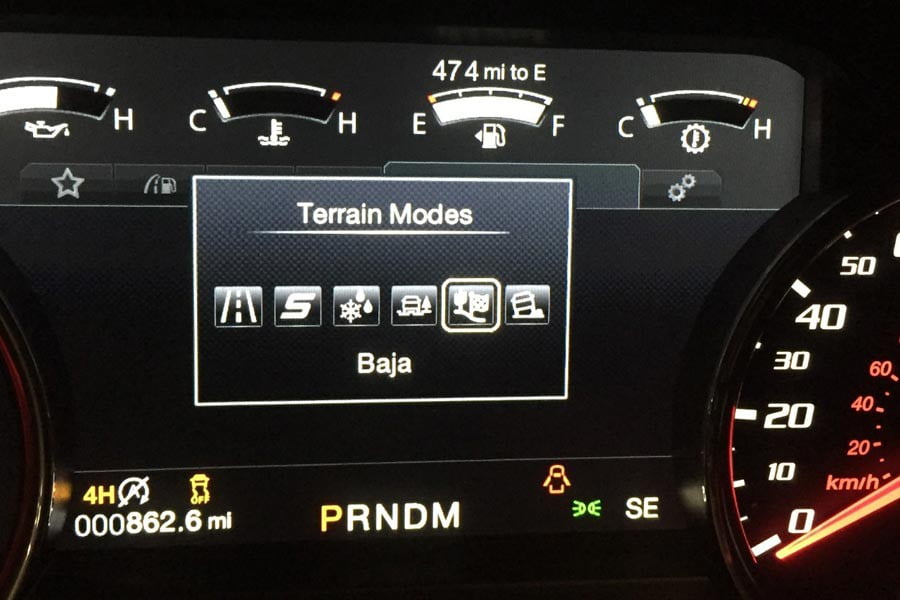 474 mi to E
H
C H
E F
C H
Terrain Modes
S
Baja
50
40
30
20
10
0
60
40
20
km/h
4H
OFF
000862.6 mi
PRNDM
SE